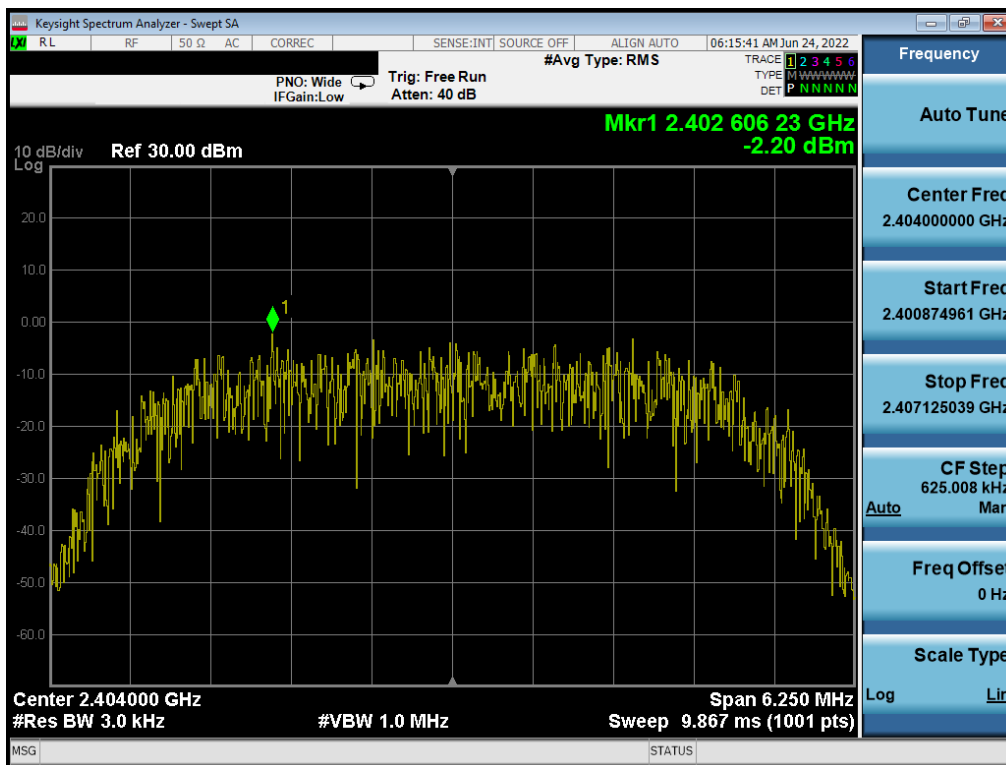 Keysight Spectrum Analyzer - Swept SA
LXI RL RF 50 Ω AC CORREC SENSE:INT SOURCE OFF ALIGN AUTO 06:15:41 AM Jun 24, 2022
#Avg Type: RMS
TRACE 1 2 3 4 5 6
TYPE M WWWWW
DET P N N N N N
PNO: Wide
IFGain:Low
Trig: Free Run
Atten: 40 dB
Mkr1 2.402 606 23 GHz
-2.20 dBm
10 dB/div Ref 30.00 dBm
Log
20.0
10.0
0.00
-10.0
-20.0
-30.0
-40.0
-50.0
-60.0
1
Center 2.404000 GHz Span 6.250 MHz
#Res BW 3.0 kHz #VBW 1.0 MHz Sweep 9.867 ms (1001 pts)
MSG STATUS
Frequency
Auto Tune
Center Freq
2.404000000 GHz
Start Freq
2.400874961 GHz
Stop Freq
2.407125039 GHz
CF Step
625.008 kHz
Auto Man
Freq Offset
0 Hz
Scale Type
Log Lin